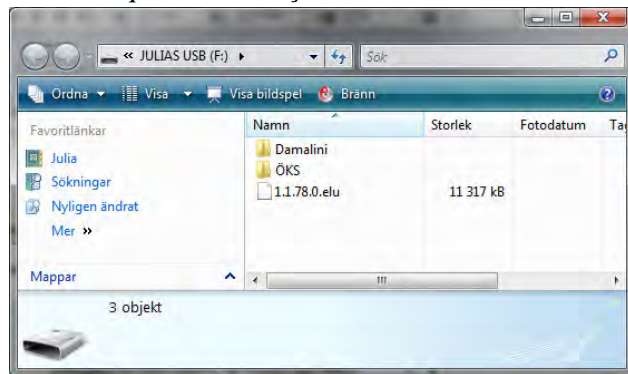 « JULIAS USB (F:)
Sök
Ordna Visa Visa bildspel Bränn
Favoritlänkar
Julia
Sökningar
Nyligen ändrat
Mer »
Mappar
Namn Storlek Fotodatum Tag
Damalini
ÖKS
1.1.78.0.elu 11 317 kB
3 objekt